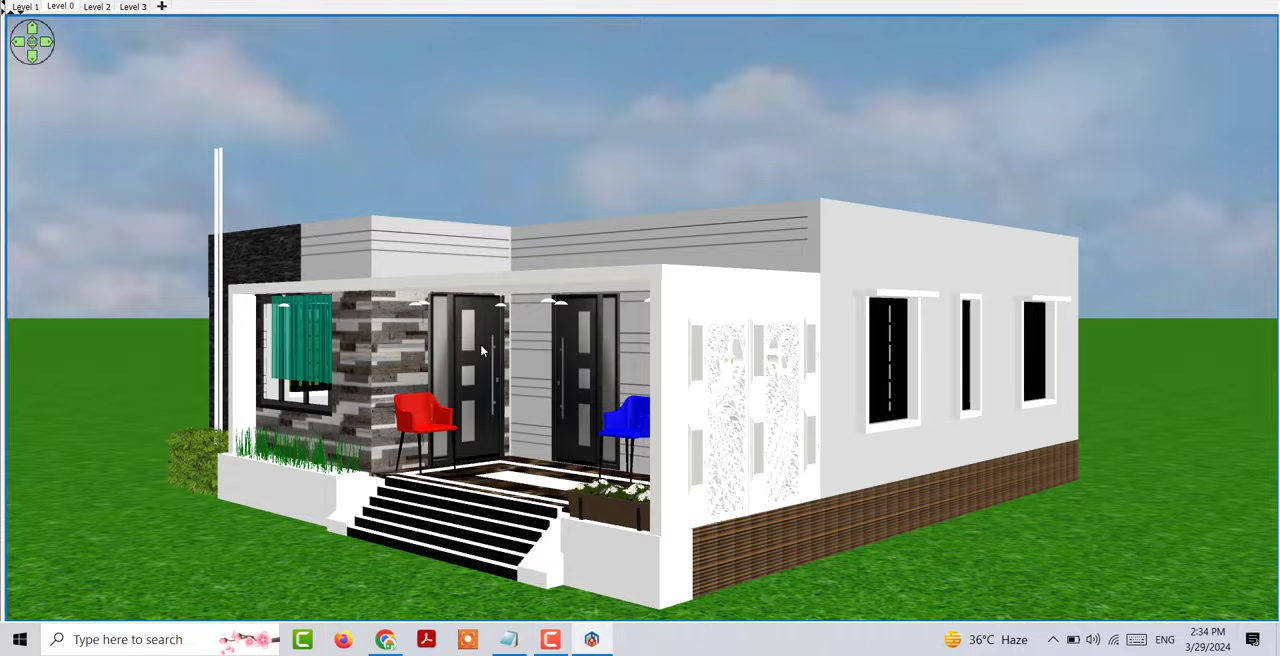 Level 1 Level 0 Level 2 Level 3
Type here to search
36°C Haze
ENG
2:34 PM
3/29/2024